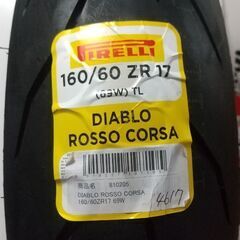 PIRELLI
160/60 ZR 17
(69W) TL
DIABLO
ROSSO CORSA
商品名 810205
DIABLO ROSSO CORSA
160/60ZR17 69W
4617